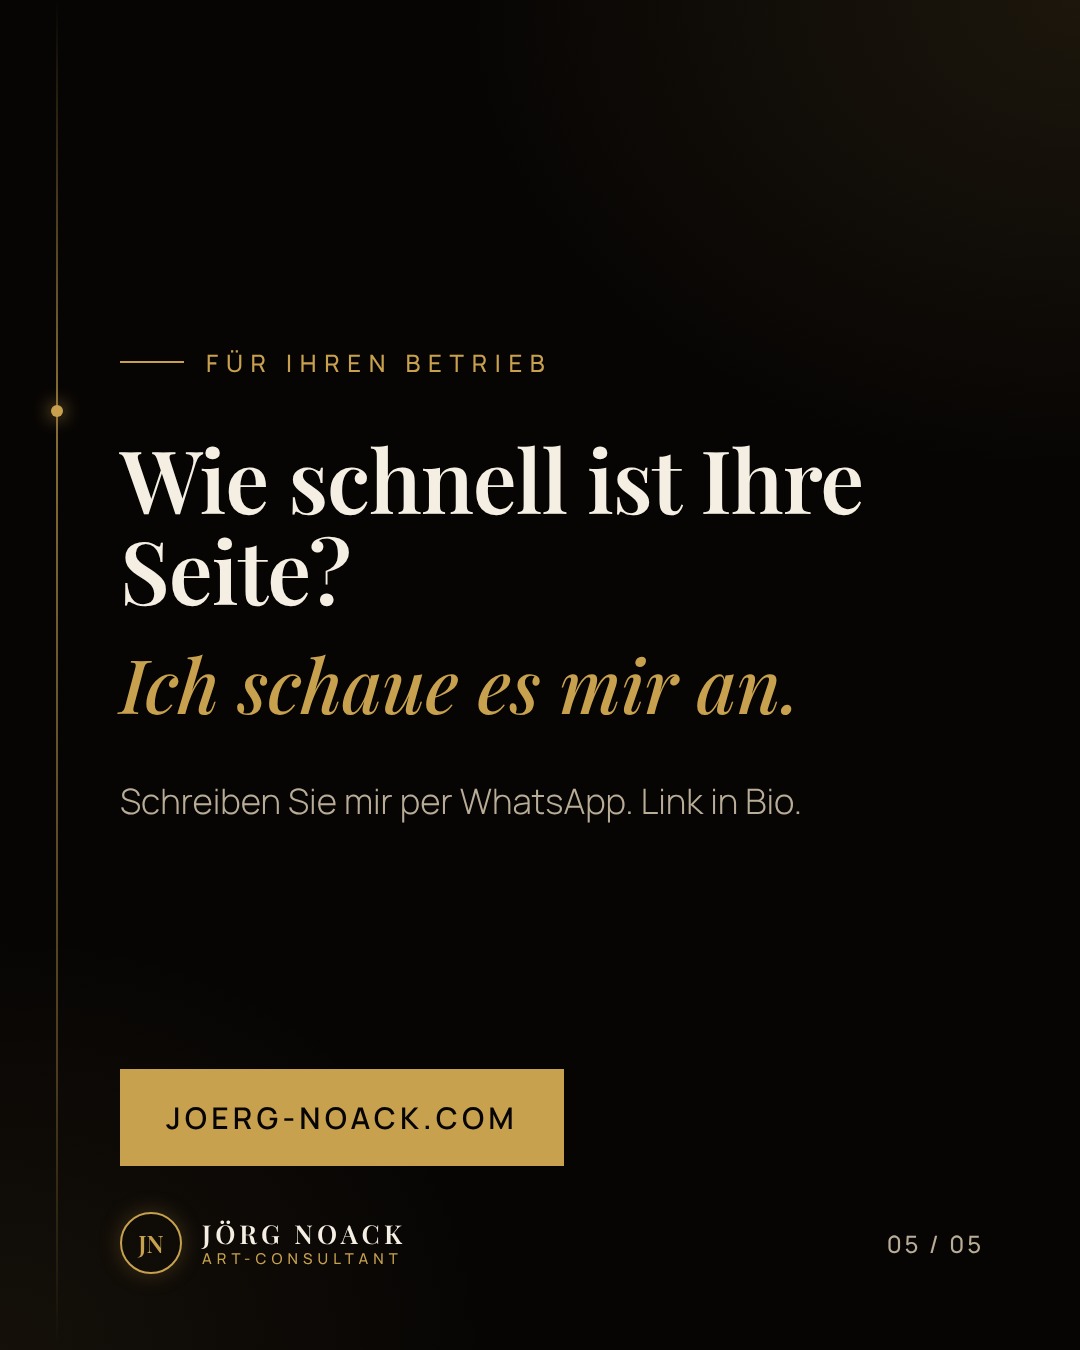 FÜR IHREN BETRIEB
Wie schnell ist Ihre
Seite?
Ich schaue es mir an.
Schreiben Sie mir per WhatsApp. Link in Bio.
JOERG-NOACK.COM
JN
JÖRG NOACK
ART-CONSULTANT
05 / 05